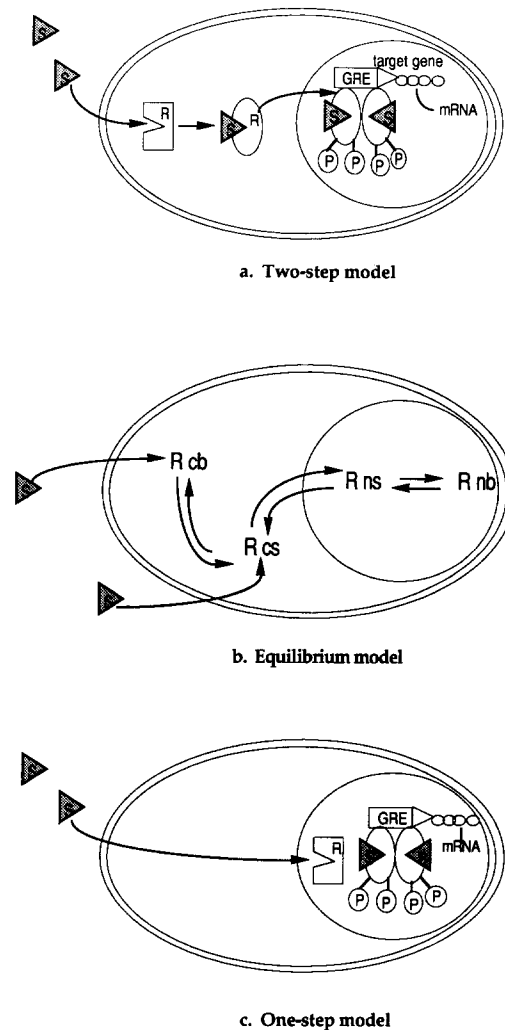 S
S
target gene
GRE
R
S
R
S
S
mRNA
P
P
P
P
a. Two-step model
R cb
R ns
R nb
S
R cs
b. Equilibrium model
S
S
GRE
R
mRNA
P
P
P
P
c. One-step model